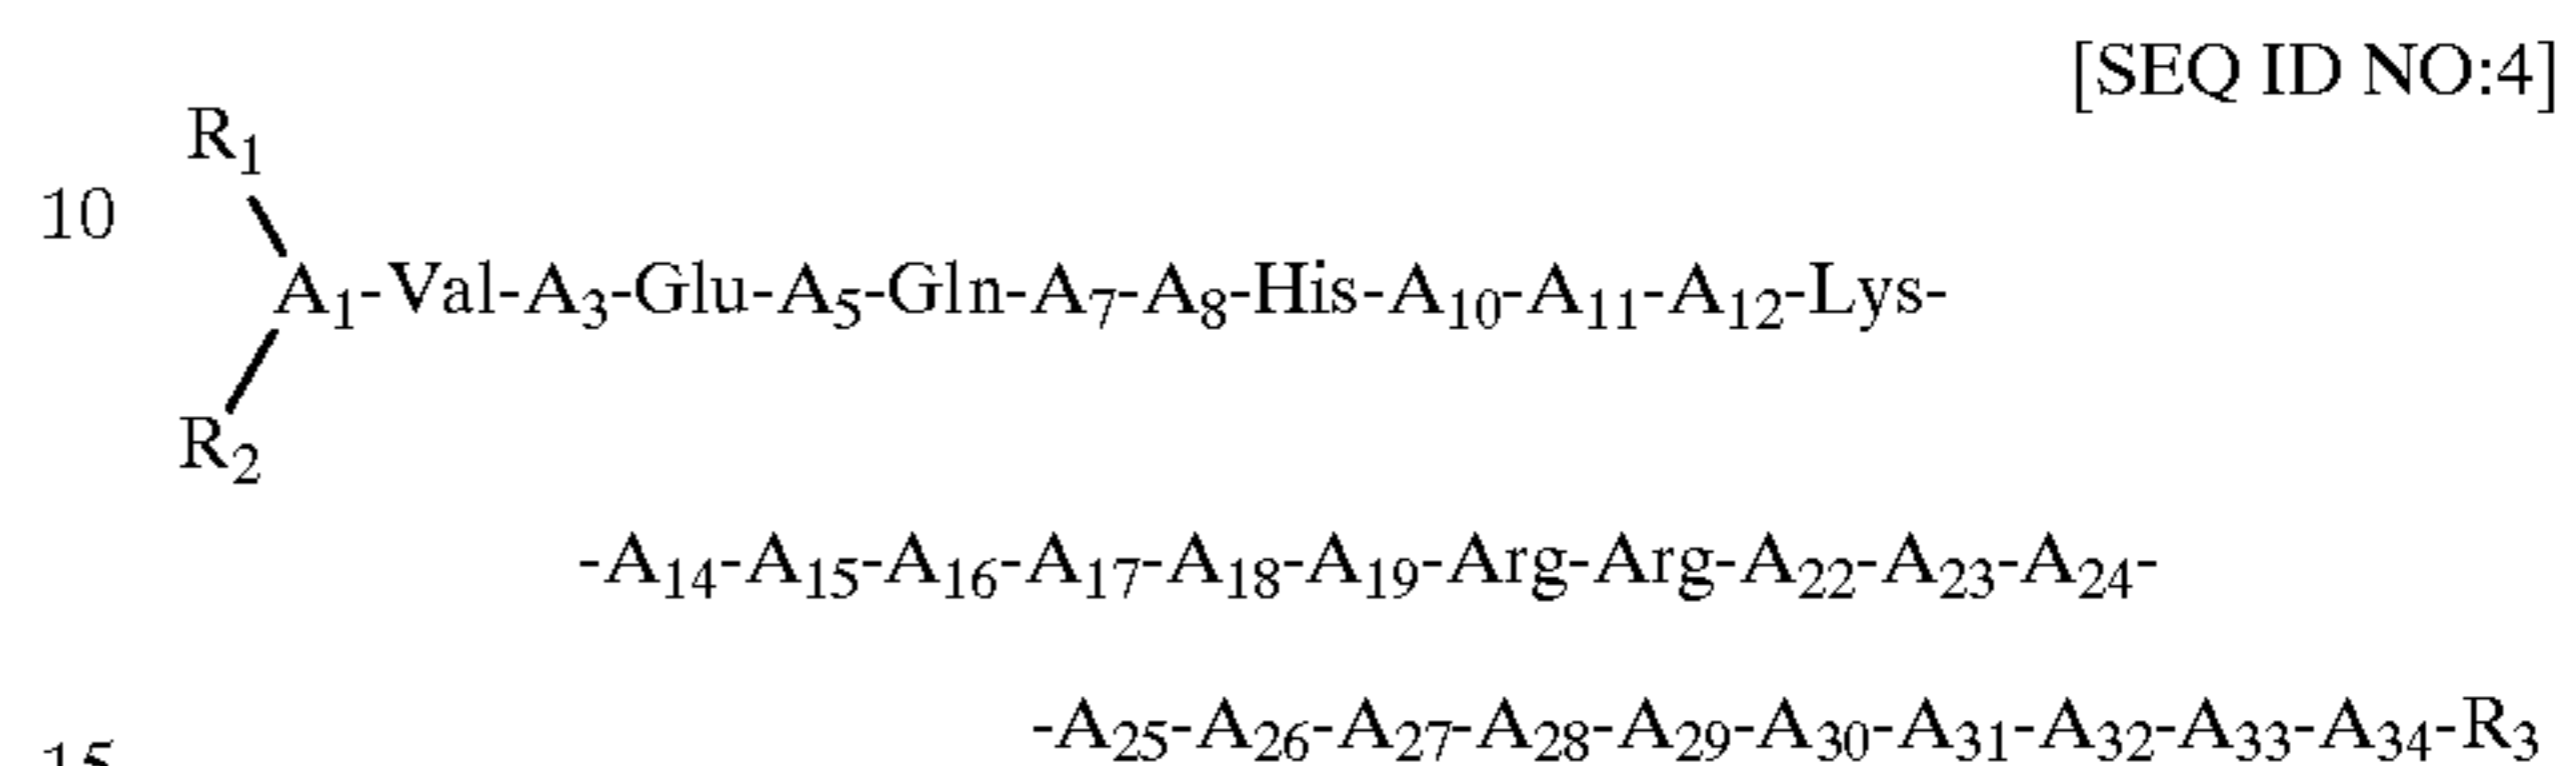 [SEQ ID NO:4]
R₁
10
A₁-Val-A₃-Glu-A₅-Gln-A₇-A₈-His-A₁₀-A₁₁-A₁₂-Lys-
R₂
-A₁₄-A₁₅-A₁₆-A₁₇-A₁₈-A₁₉-Arg-Arg-A₂₂-A₂₃-A₂₄-
-A₂₅-A₂₆-A₂₇-A₂₈-A₂₉-A₃₀-A₃₁-A₃₂-A₃₃-A₃₄-R₃
15